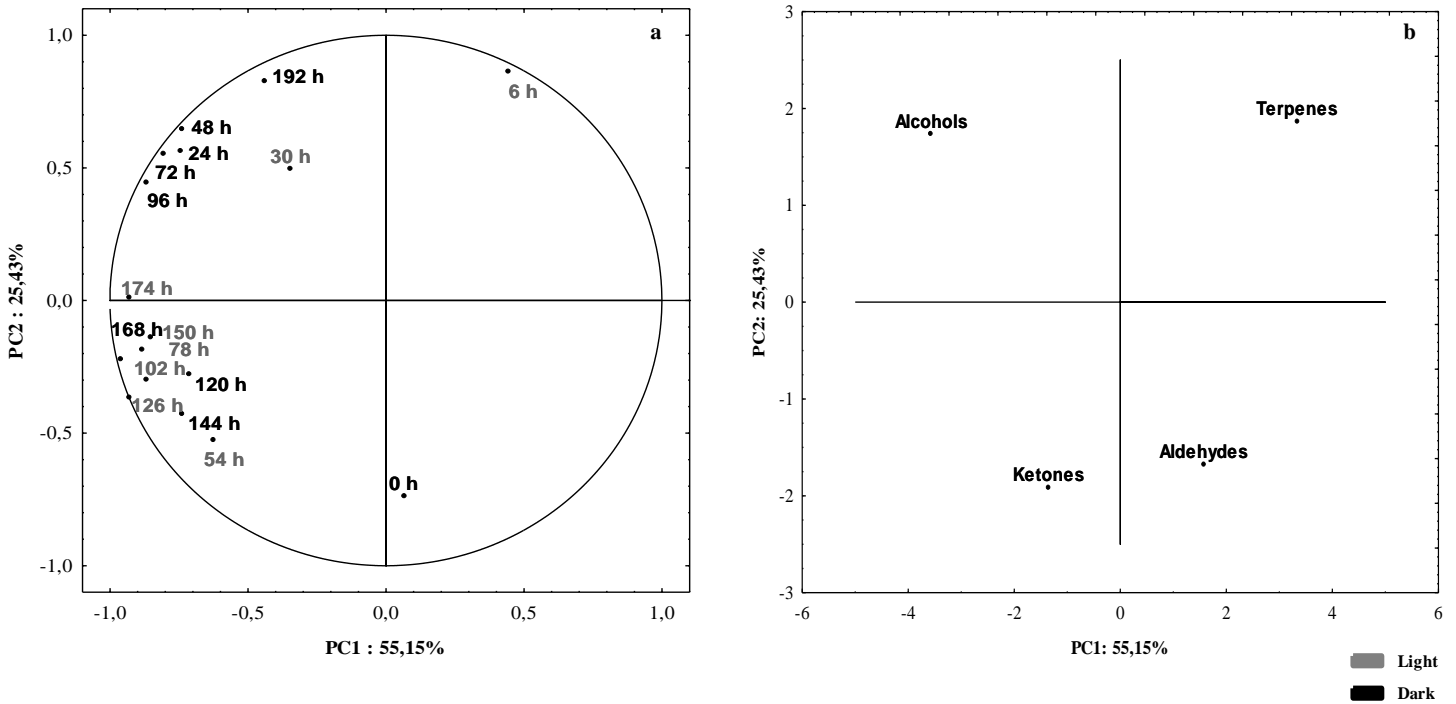 a
1,0
0,5
0,0
-0,5
-1,0
PC2 : 25,43%
192 h
6 h
48 h
24 h
30 h
72 h
96 h
174 h
168 h
150 h
78 h
102 h
120 h
126 h
144 h
54 h
0 h
-1,0
-0,5
0,0
0,5
1,0
PC1 : 55,15%
b
3
2
1
0
-1
-2
-3
PC2: 25,43%
Alcohols
Terpenes
Aldehydes
Ketones
-6
-4
-2
0
2
4
6
PC1: 55,15%
Light
Dark